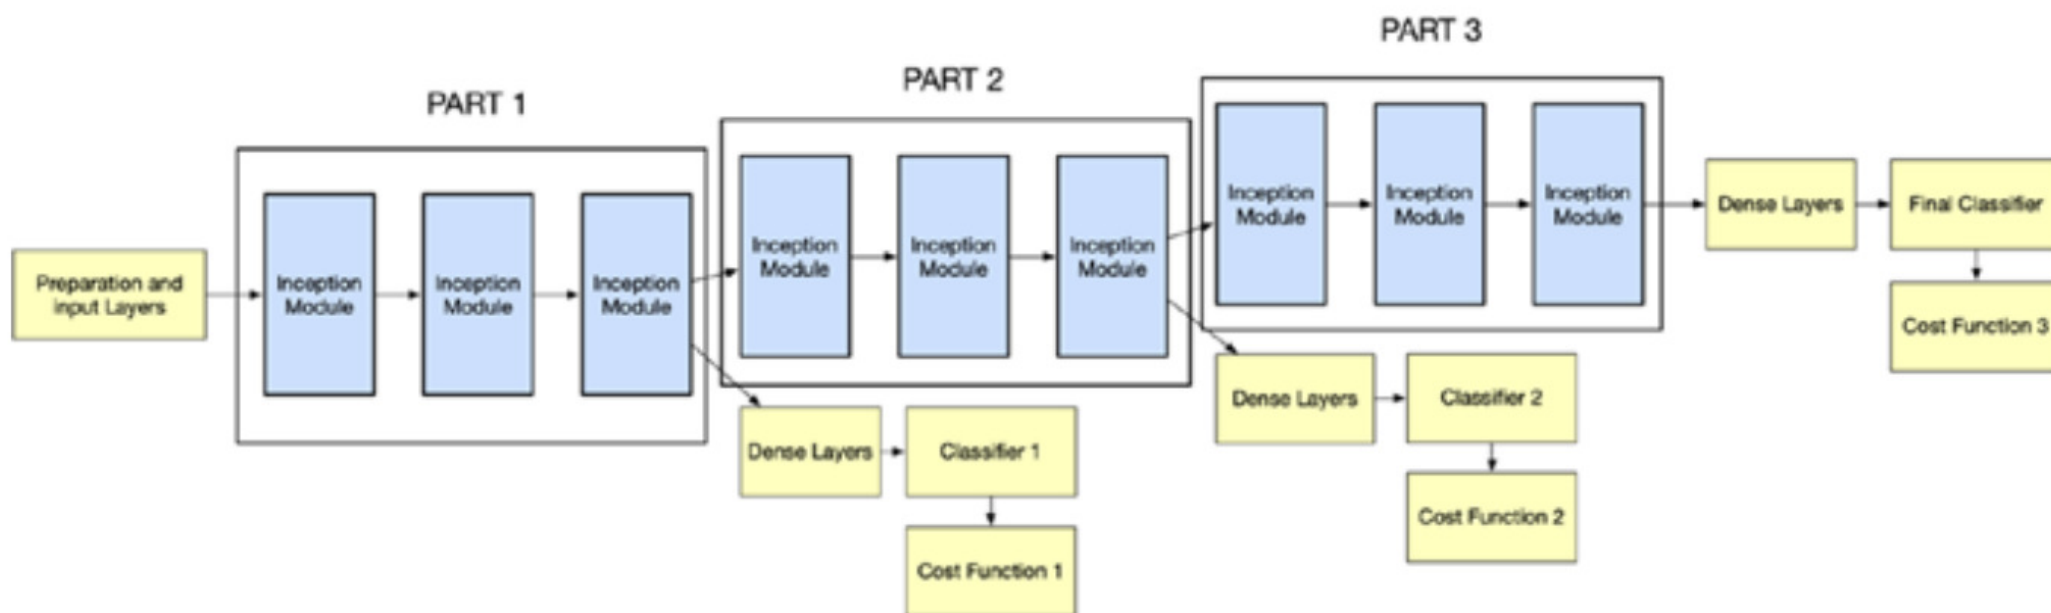 PART 1
PART 2
PART 3
Preparation and
input Layers
Inception
Module
Inception
Module
Inception
Module
Inception
Module
Inception
Module
Inception
Module
Inception
Module
Inception
Module
Inception
Module
Dense Layers
Final Classifier
Cost Function 3
Dense Layers
Classifier 1
Cost Function 1
Dense Layers
Classifier 2
Cost Function 2